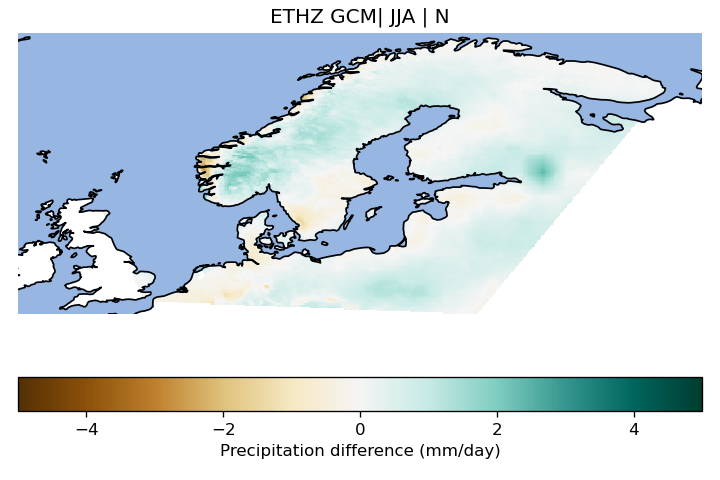 ETHZ GCM| JJA | N
−4 −2 0 2 4
Precipitation difference (mm/day)